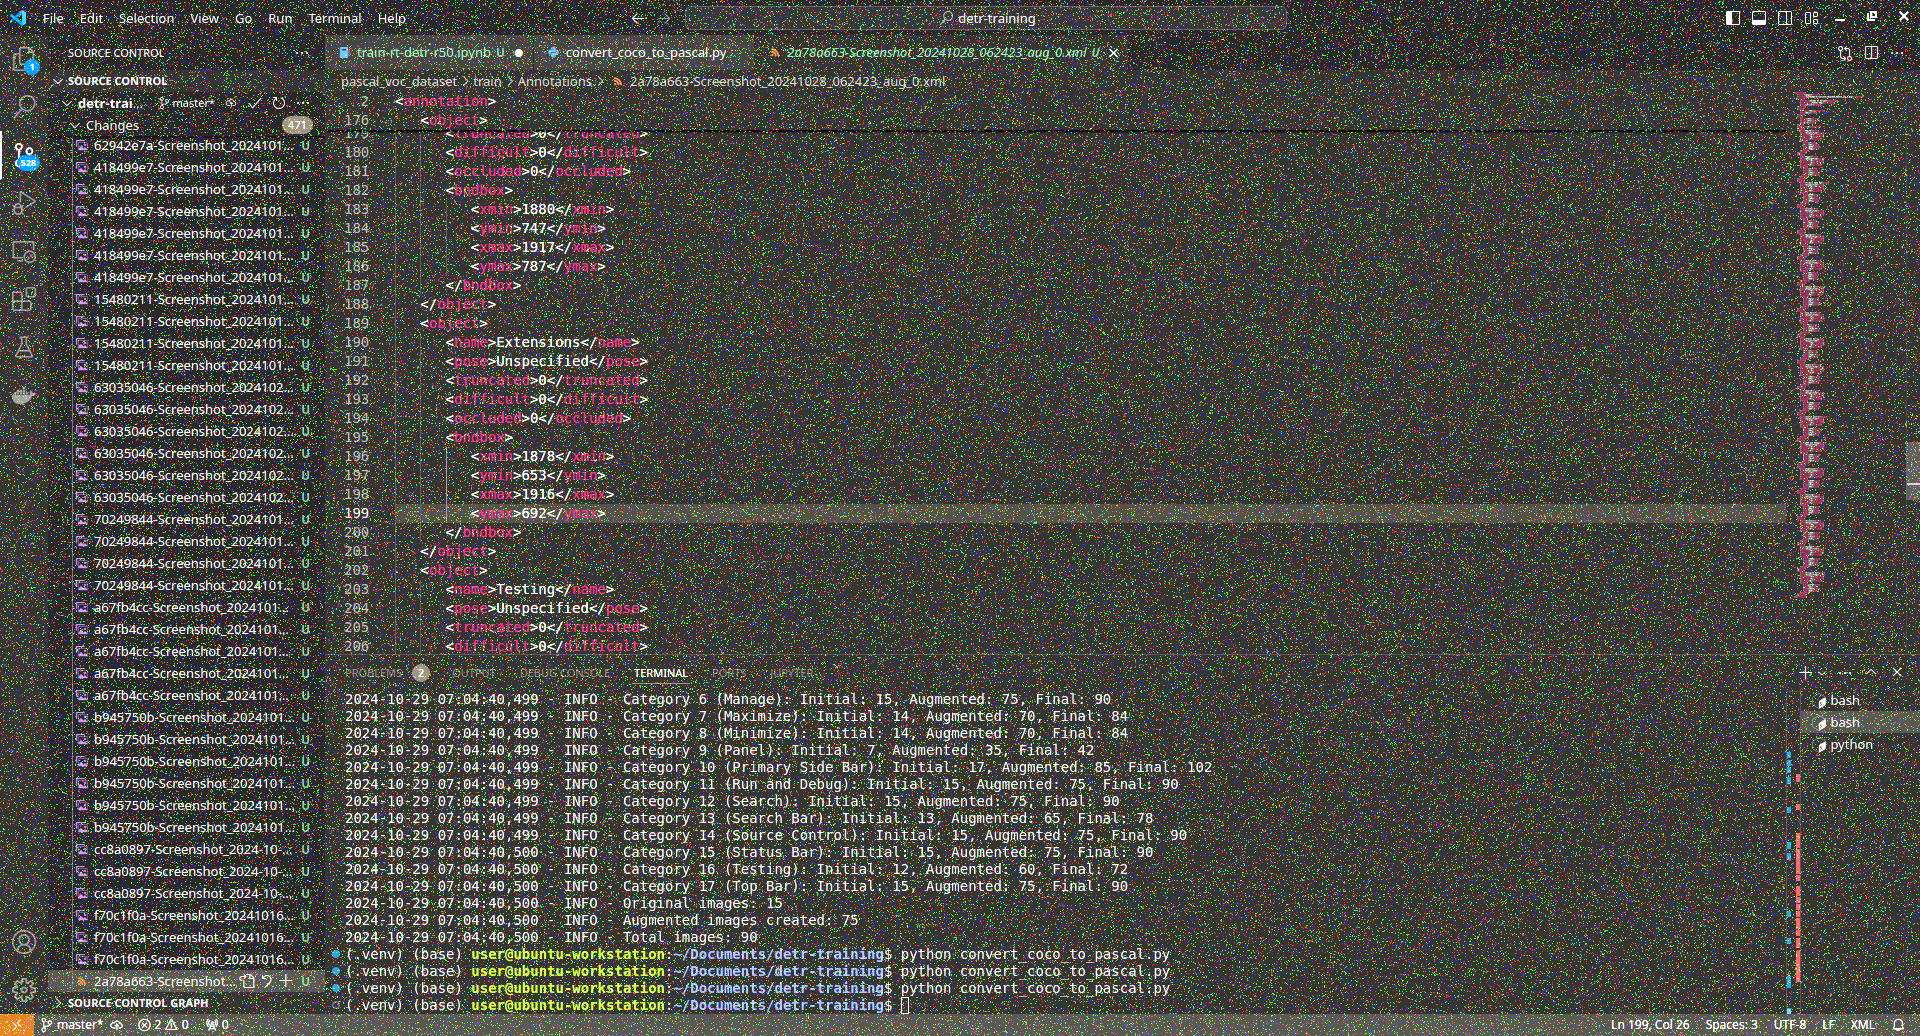 File Edit Selection View Go Run Terminal Help
detr-training
SOURCE CONTROL
train-rt-detr-r50.ipynb U
convert_coco_to_pascal.py
2a78a663-Screenshot_20241028_062423_aug_0.xml U
SOURCE CONTROL
pascal_voc_dataset > train > Annotations > 2a78a663-Screenshot_20241028_062423_aug_0.xml
detr-trai... master*
Changes 471
1
528
62942e7a-Screenshot_2024101... U
418499e7-Screenshot_2024101... U
418499e7-Screenshot_2024101... U
418499e7-Screenshot_2024101... U
418499e7-Screenshot_2024101... U
418499e7-Screenshot_2024101... U
418499e7-Screenshot_2024101... U
15480211-Screenshot_2024101... U
15480211-Screenshot_2024101... U
15480211-Screenshot_2024101... U
15480211-Screenshot_2024101... U
63035046-Screenshot_2024102... U
63035046-Screenshot_2024102... U
63035046-Screenshot_2024102... U
63035046-Screenshot_2024102... U
63035046-Screenshot_2024102... U
63035046-Screenshot_2024102... U
70249844-Screenshot_2024101... U
70249844-Screenshot_2024101... U
70249844-Screenshot_2024101... U
70249844-Screenshot_2024101... U
a67fb4cc-Screenshot_2024101... U
a67fb4cc-Screenshot_2024101... U
a67fb4cc-Screenshot_2024101... U
a67fb4cc-Screenshot_2024101... U
a67fb4cc-Screenshot_2024101... U
b945750b-Screenshot_2024101... U
b945750b-Screenshot_2024101... U
b945750b-Screenshot_2024101... U
b945750b-Screenshot_2024101... U
b945750b-Screenshot_2024101... U
b945750b-Screenshot_2024101... U
cc8a0897-Screenshot_2024-10-... U
cc8a0897-Screenshot_2024-10-... U
cc8a0897-Screenshot_2024-10-... U
f70c1f0a-Screenshot_20241016... U
f70c1f0a-Screenshot_20241016... U
f70c1f0a-Screenshot_20241016... U
2a78a663-Screenshot... U
SOURCE CONTROL GRAPH
2 <annotation>
176 <object>
179 <truncated>0</truncated>
180 <difficult>0</difficult>
181 <occluded>0</occluded>
182 <bndbox>
183 <xmin>1880</xmin>
184 <ymin>747</ymin>
185 <xmax>1917</xmax>
186 <ymax>787</ymax>
187 </bndbox>
188 </object>
189 <object>
190 <name>Extensions</name>
191 <pose>Unspecified</pose>
192 <truncated>0</truncated>
193 <difficult>0</difficult>
194 <occluded>0</occluded>
195 <bndbox>
196 <xmin>1878</xmin>
197 <ymin>653</ymin>
198 <xmax>1916</xmax>
199 <ymax>692</ymax>
200 </bndbox>
201 </object>
202 <object>
203 <name>Testing</name>
204 <pose>Unspecified</pose>
205 <truncated>0</truncated>
206 <difficult>0</difficult>
PROBLEMS 2 OUTPUT DEBUG CONSOLE TERMINAL PORTS JUPYTER
2024-10-29 07:04:40,499 - INFO - Category 6 (Manage): Initial: 15, Augmented: 75, Final: 90
2024-10-29 07:04:40,499 - INFO - Category 7 (Maximize): Initial: 14, Augmented: 70, Final: 84
2024-10-29 07:04:40,499 - INFO - Category 8 (Minimize): Initial: 14, Augmented: 70, Final: 84
2024-10-29 07:04:40,499 - INFO - Category 9 (Panel): Initial: 7, Augmented: 35, Final: 42
2024-10-29 07:04:40,499 - INFO - Category 10 (Primary Side Bar): Initial: 17, Augmented: 85, Final: 102
2024-10-29 07:04:40,499 - INFO - Category 11 (Run and Debug): Initial: 15, Augmented: 75, Final: 90
2024-10-29 07:04:40,499 - INFO - Category 12 (Search): Initial: 15, Augmented: 75, Final: 90
2024-10-29 07:04:40,499 - INFO - Category 13 (Search Bar): Initial: 13, Augmented: 65, Final: 78
2024-10-29 07:04:40,499 - INFO - Category 14 (Source Control): Initial: 15, Augmented: 75, Final: 90
2024-10-29 07:04:40,500 - INFO - Category 15 (Status Bar): Initial: 15, Augmented: 75, Final: 90
2024-10-29 07:04:40,500 - INFO - Category 16 (Testing): Initial: 12, Augmented: 60, Final: 72
2024-10-29 07:04:40,500 - INFO - Category 17 (Top Bar): Initial: 15, Augmented: 75, Final: 90
2024-10-29 07:04:40,500 - INFO - Original images: 15
2024-10-29 07:04:40,500 - INFO - Augmented images created: 75
2024-10-29 07:04:40,500 - INFO - Total images: 90
(.venv) (base) user@ubuntu-workstation:~/Documents/detr-training$ python convert_coco_to_pascal.py
(.venv) (base) user@ubuntu-workstation:~/Documents/detr-training$ python convert_coco_to_pascal.py
(.venv) (base) user@ubuntu-workstation:~/Documents/detr-training$ python convert_coco_to_pascal.py
(.venv) (base) user@ubuntu-workstation:~/Documents/detr-training$
bash
bash
python
master* 2 0 0
Ln 199, Col 26 Spaces: 3 UTF-8 LF XML